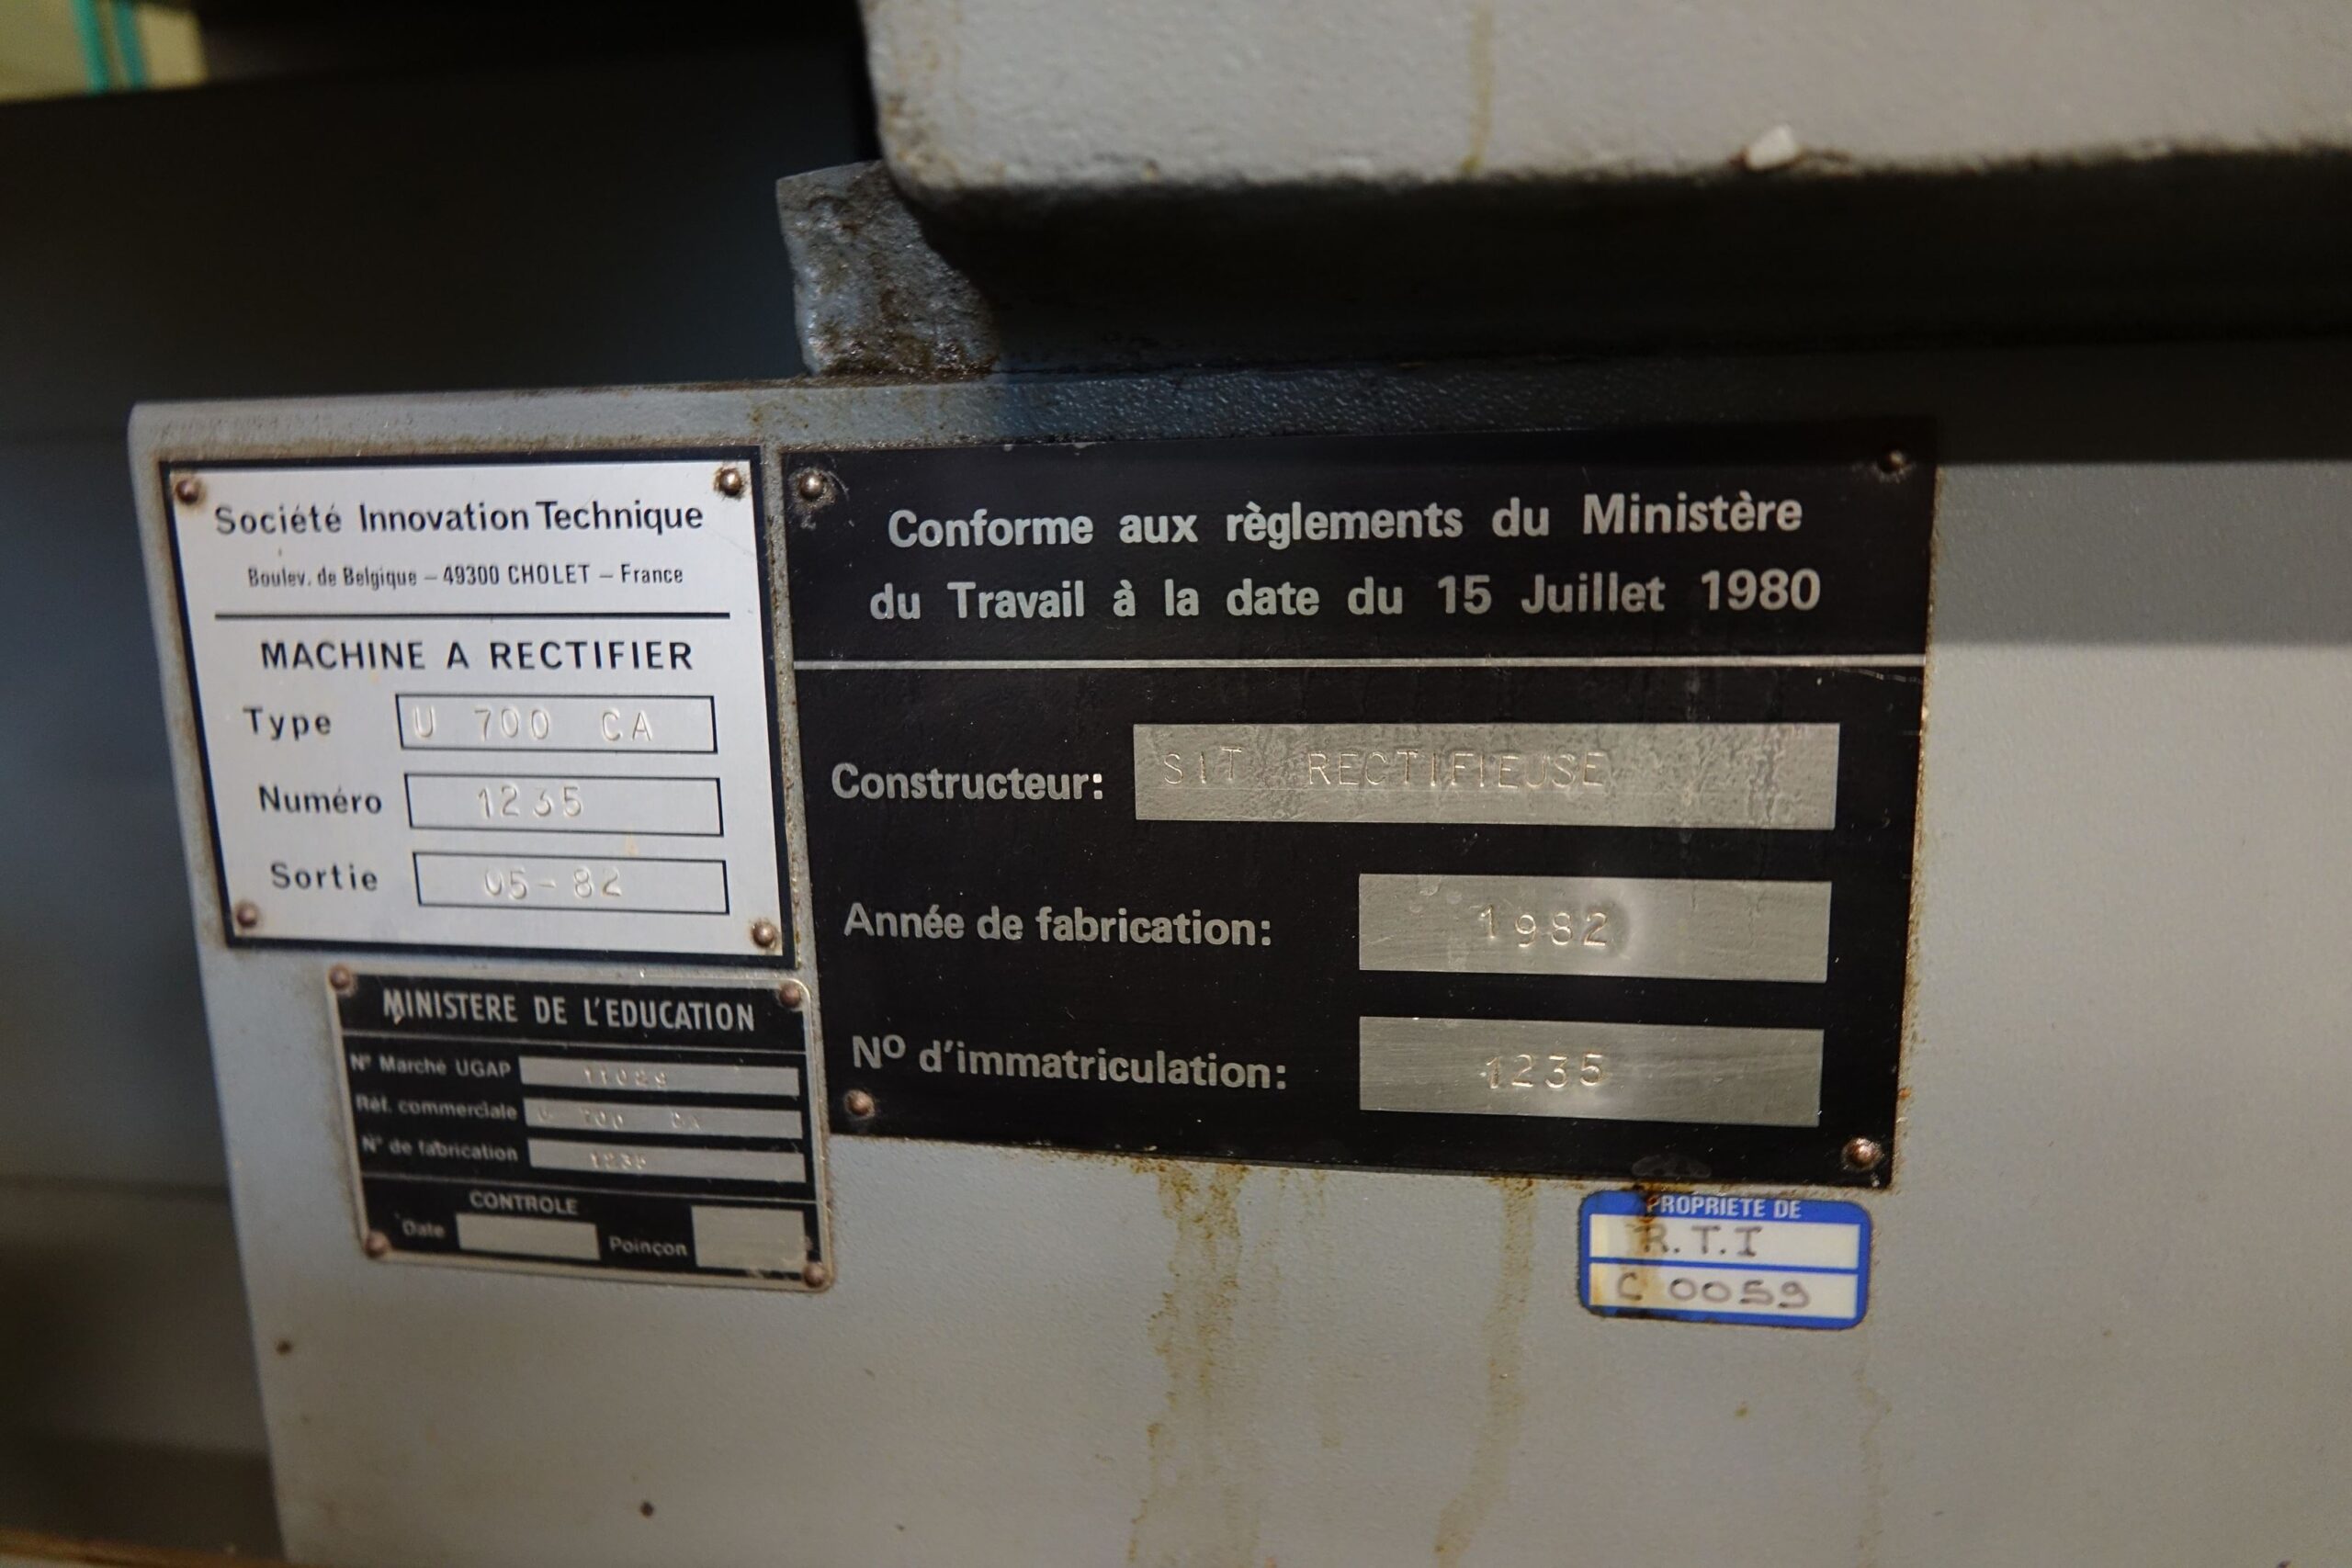 Société Innovation Technique
Boulev. de Belgique – 49300 CHOLET – France
MACHINE A RECTIFIER
Type U 700 CA
Numéro 1235
Sortie 05-82
Conforme aux règlements du Ministère
du Travail à la date du 15 Juillet 1980
Constructeur: SIT RECTIFIEUSE
Année de fabrication: 1982
Nº d'immatriculation: 1235
MINISTERE DE L'EDUCATION
N° Marché UGAP
Réf. commerciale 700
N° de fabrication 1235
CONTROLE
Date Poinçon
PROPRIETE DE
R.T.I
C 0059